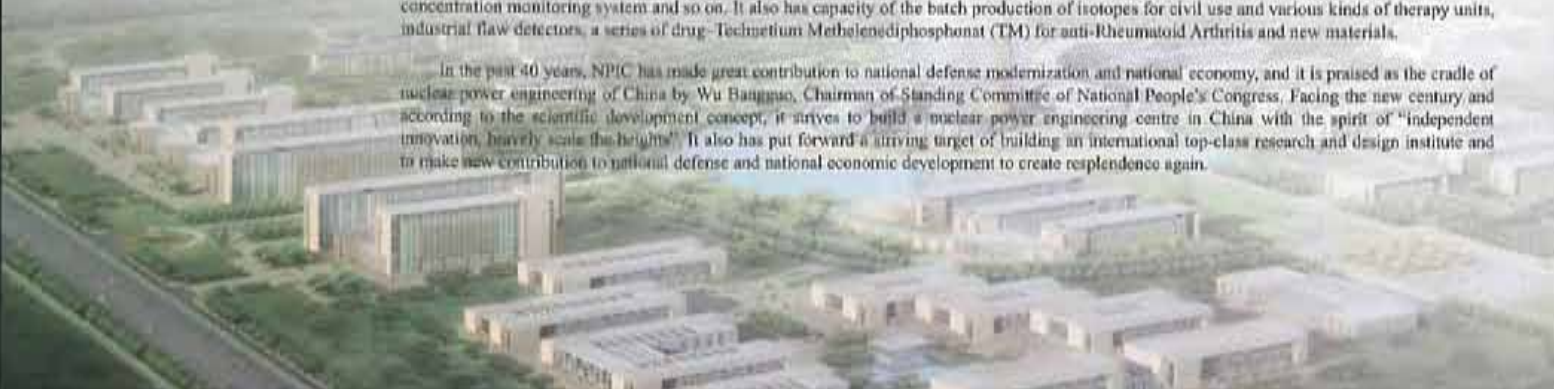 concentration monitoring system and so on. It also has capacity of the batch production of isotopes for civil use and various kinds of therapy units,
industrial flaw detectors, a series of drug-Technetium Methelenediphosphonat (TM) for anti-Rheumatoid Arthritis and new materials.
In the past 40 years, NPIC has made great contribution to national defense modernization and national economy, and it is praised as the cradle of
nuclear power engineering of China by Wu Bangguo, Chairman of Standing Committee of National People's Congress. Facing the new century and
according to the scientific development concept, it strives to build a nuclear power engineering centre in China with the spirit of "independent
innovation, bravely scale the heights". It also has put forward a striving target of building an international top-class research and design institute and
to make new contribution to national defense and national economic development to create resplendence again.